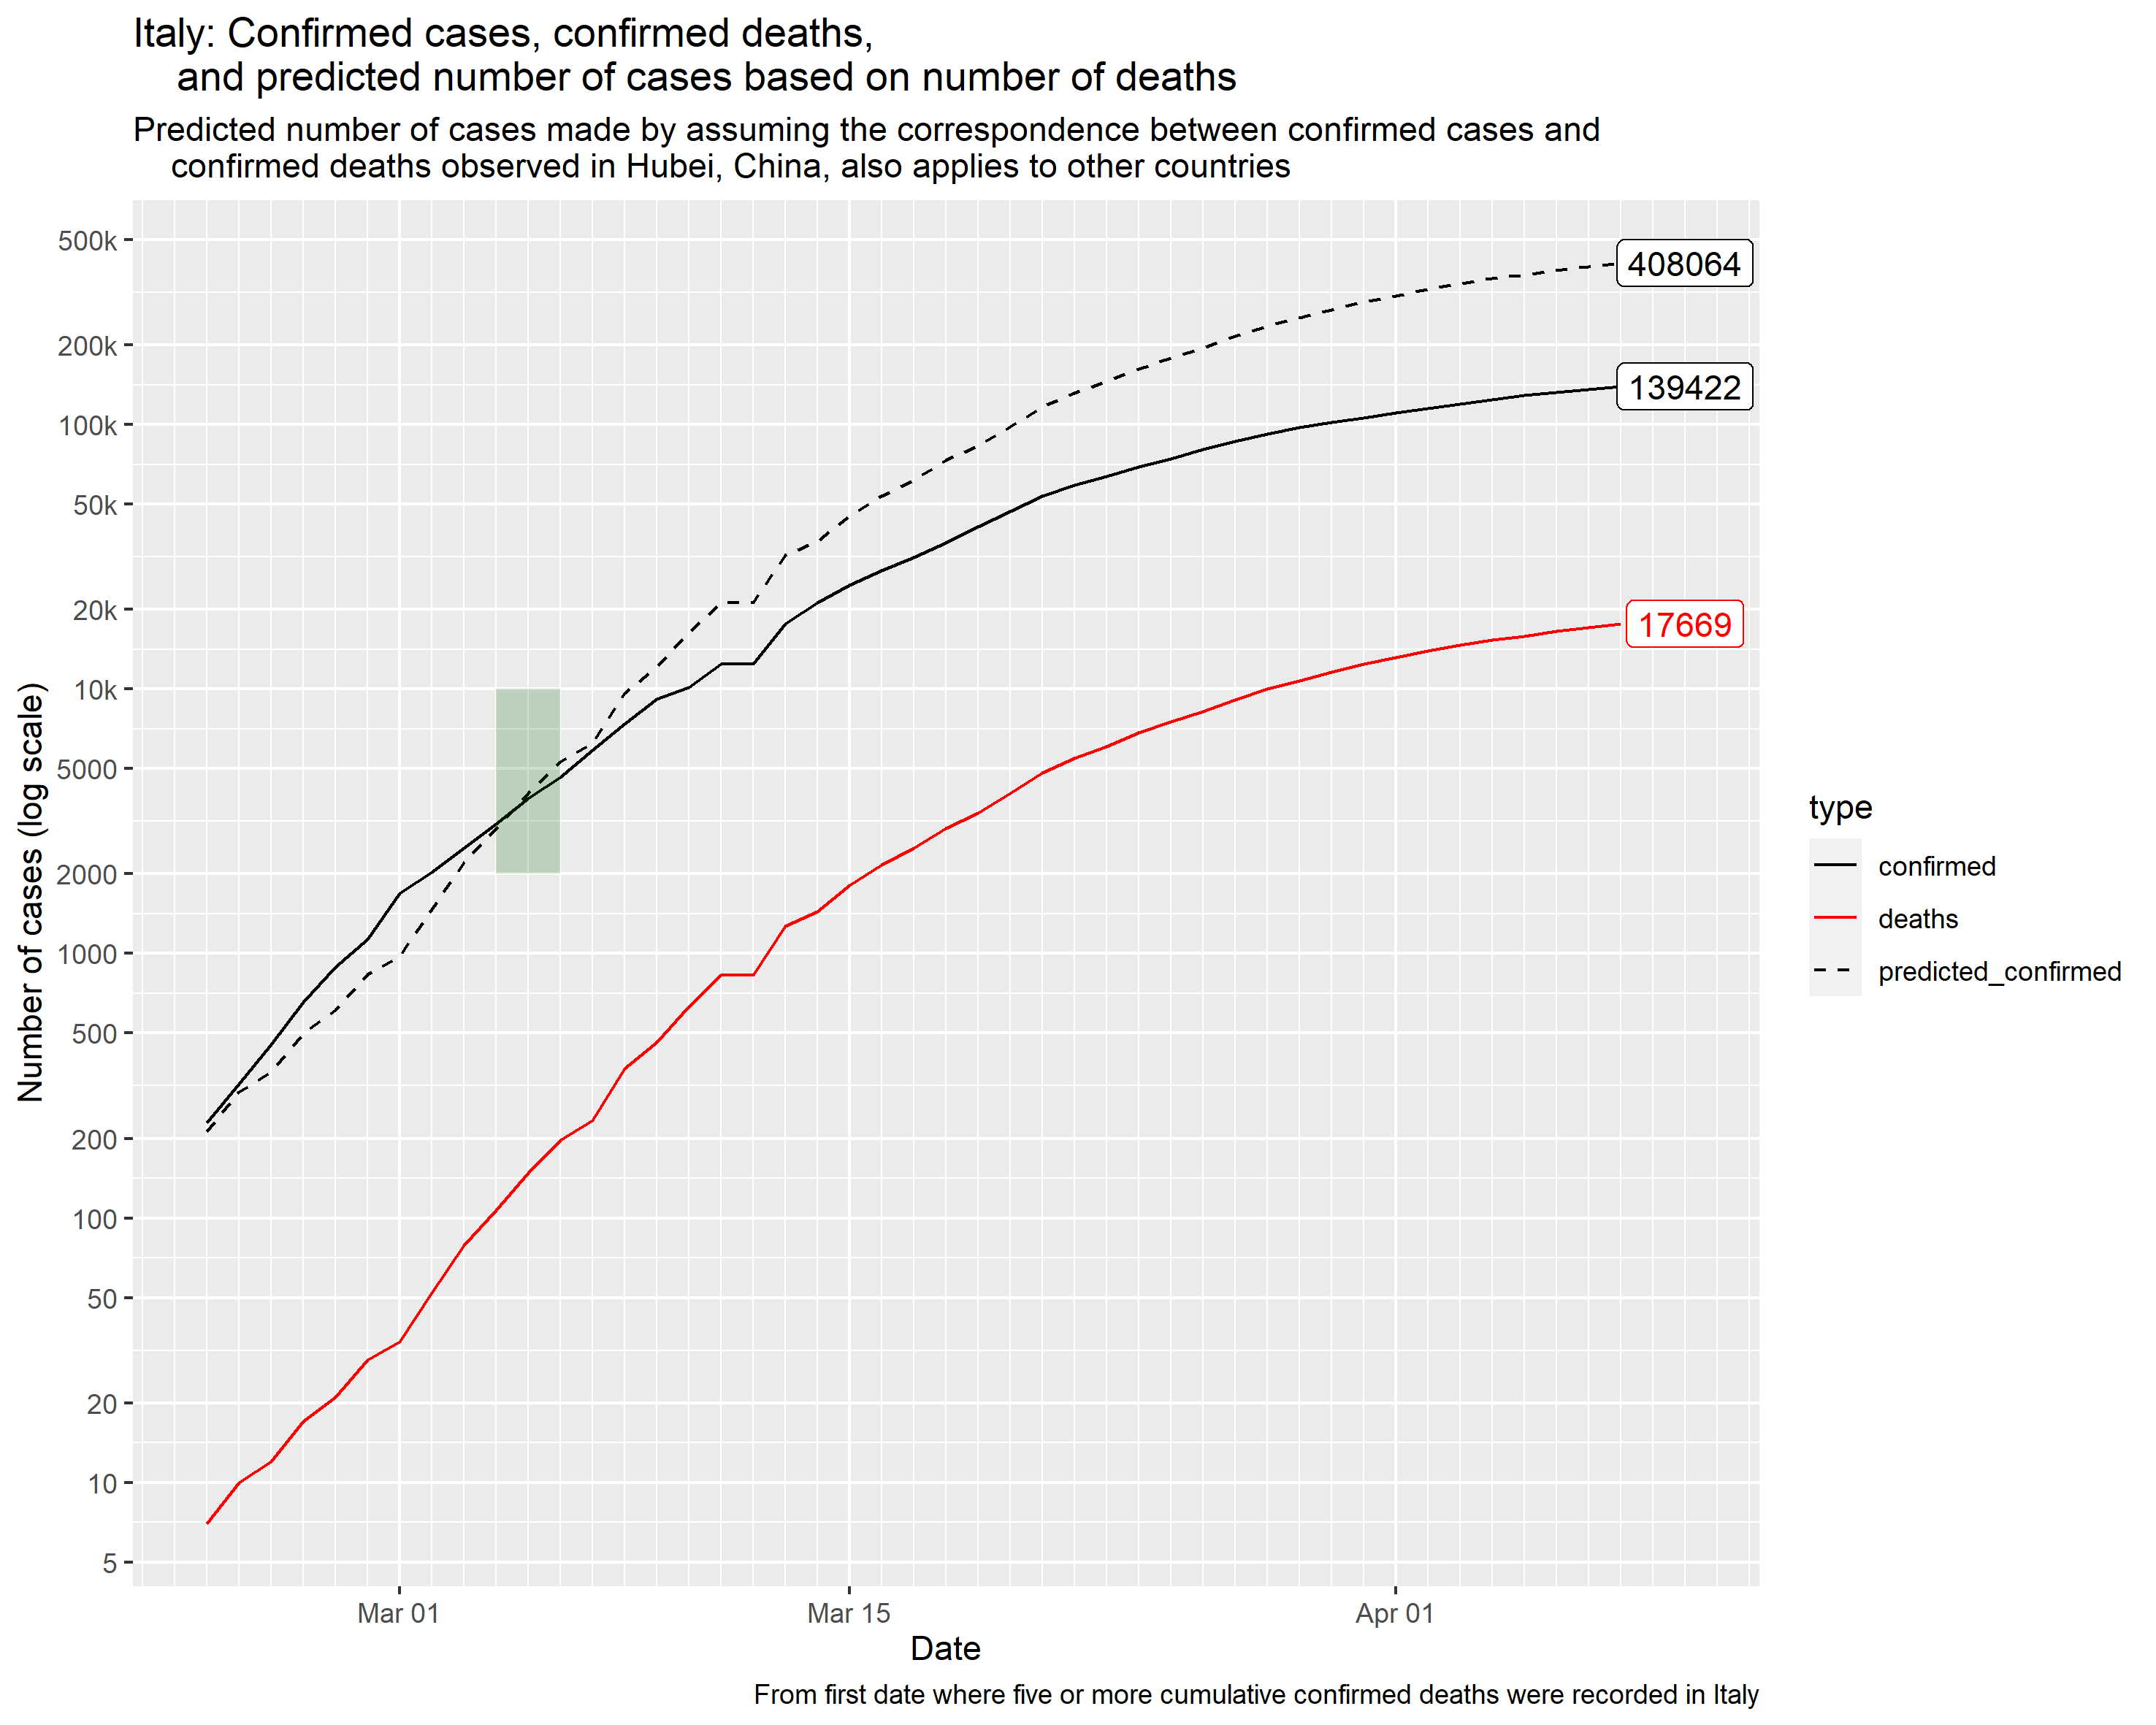 Italy: Confirmed cases, confirmed deaths,
and predicted number of cases based on number of deaths
Predicted number of cases made by assuming the correspondence between confirmed cases and
confirmed deaths observed in Hubei, China, also applies to other countries
Number of cases (log scale)
500k
200k
100k
50k
20k
10k
5000
2000
1000
500
200
100
50
20
10
5
408064
139422
17669
type
confirmed
deaths
predicted_confirmed
Mar 01
Mar 15
Apr 01
Date
From first date where five or more cumulative confirmed deaths were recorded in Italy